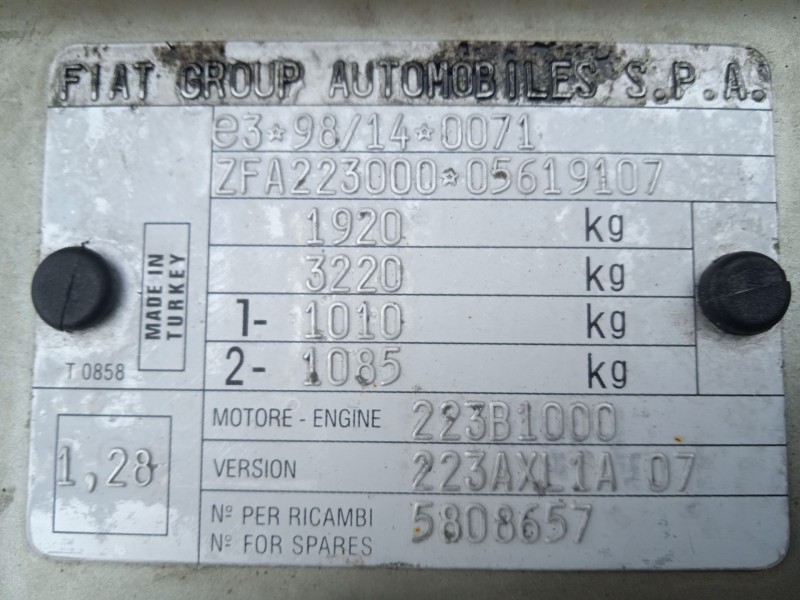 FIAT GROUP AUTOMOBILES S.P.A.
e3*98/14*0071
ZFA223000*05619107
1920 kg
3220 kg
1- 1010 kg
2- 1085 kg
MADE IN
TURKEY
T 0858
1,28
MOTORE - ENGINE 223B1000
VERSION 223AXL1A 07
Nº PER RICAMBI 5808657
Nº FOR SPARES